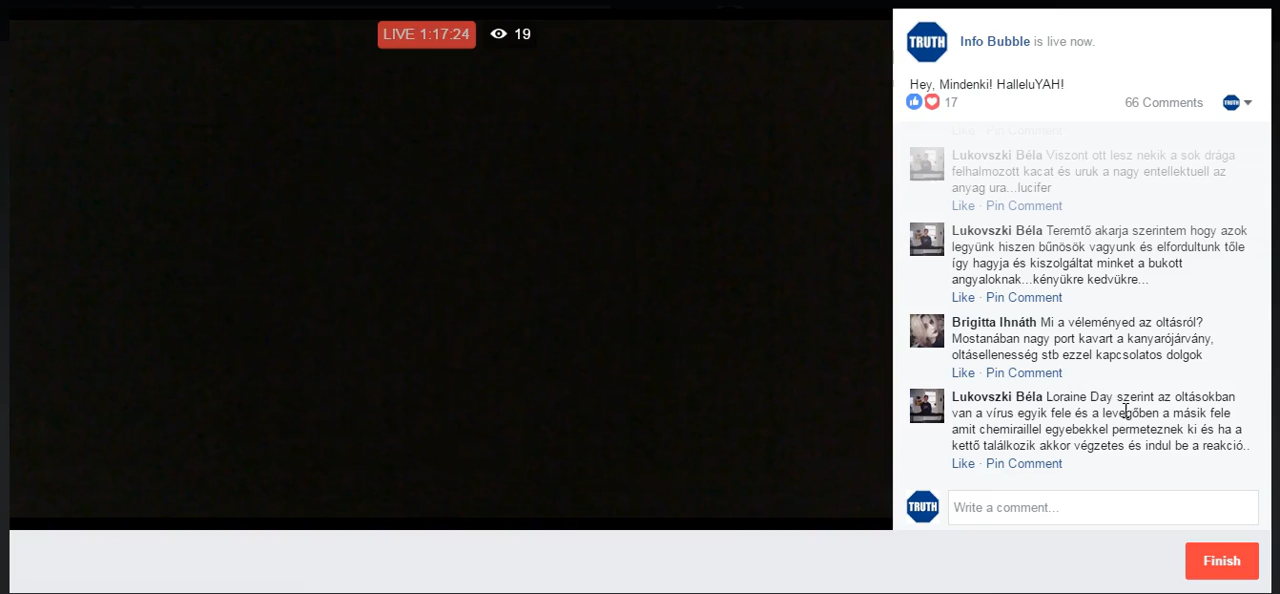 LIVE 1:17:24
19
TRUTH
Info Bubble is live now.
Hey, Mindenki! HalleluYAH!
17
66 Comments
TRUTH
Like · Pin Comment
Lukovszki Béla Viszont ott lesz nekik a sok drága
felhalmozott kacat és uruk a nagy entellektuell az
anyag ura...lucifer
Like · Pin Comment
Lukovszki Béla Teremtő akarja szerintem hogy azok
legyünk hiszen bűnösök vagyunk és elfordultunk tőle
így hagyja és kiszolgáltat minket a bukott
angyaloknak...kényükre kedvükre...
Like · Pin Comment
Brigitta Ihnáth Mi a véleményed az oltásról?
Mostanában nagy port kavart a kanyarójárvány,
oltásellenesség stb ezzel kapcsolatos dolgok
Like · Pin Comment
Lukovszki Béla Loraine Day szerint az oltásokban
van a vírus egyik fele és a levegőben a másik fele
amit chemiraillel egyebekkel permeteznek ki és ha a
kettő találkozik akkor végzetes és indul be a reakció..
Like · Pin Comment
TRUTH
Write a comment...
Finish